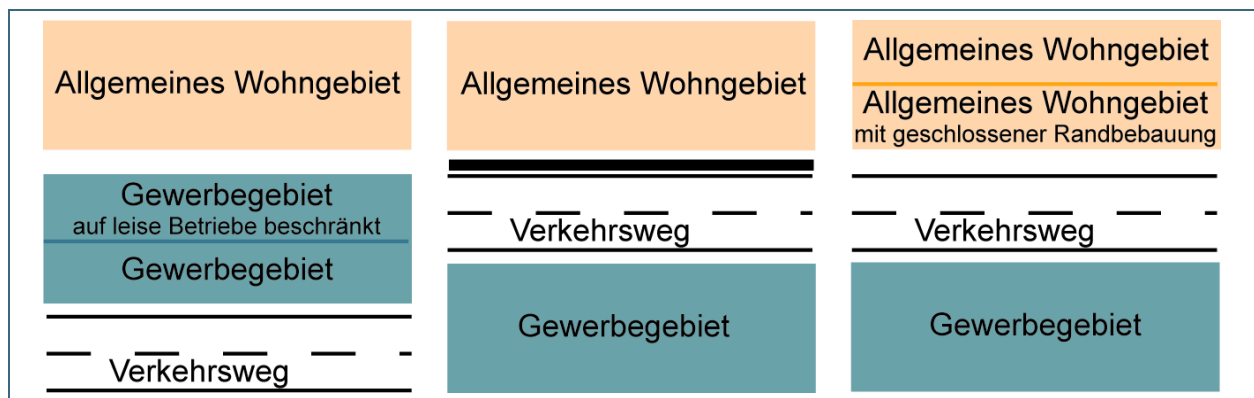 Allgemeines Wohngebiet
Gewerbegebiet
auf leise Betriebe beschränkt
Gewerbegebiet
Verkehrsweg
Allgemeines Wohngebiet
Verkehrsweg
Gewerbegebiet
Allgemeines Wohngebiet
Allgemeines Wohngebiet
mit geschlossener Randbebauung
Verkehrsweg
Gewerbegebiet